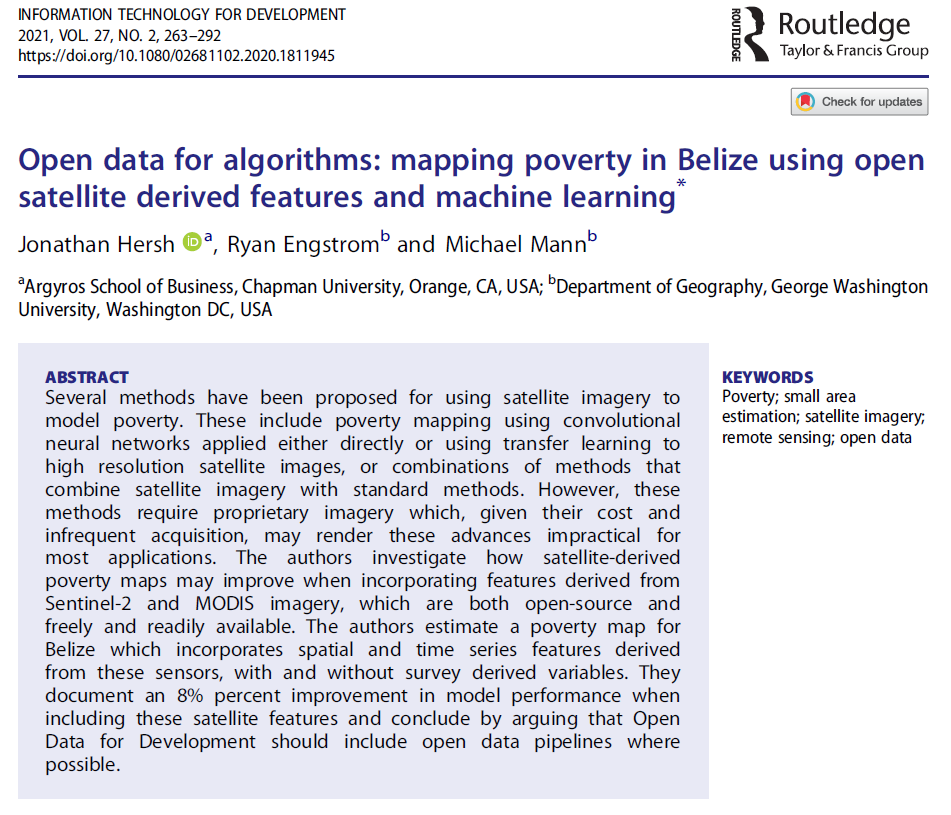 INFORMATION TECHNOLOGY FOR DEVELOPMENT
2021, VOL. 27, NO. 2, 263–292
https://doi.org/10.1080/02681102.2020.1811945
ROUTLEDGE
Routledge
Taylor & Francis Group
Check for updates
Open data for algorithms: mapping poverty in Belize using open
satellite derived features and machine learning*
Jonathan Hersh iD a, Ryan Engstrom b and Michael Mann b
aArgyros School of Business, Chapman University, Orange, CA, USA; bDepartment of Geography, George Washington
University, Washington DC, USA
ABSTRACT
Several methods have been proposed for using satellite imagery to
model poverty. These include poverty mapping using convolutional
neural networks applied either directly or using transfer learning to
high resolution satellite images, or combinations of methods that
combine satellite imagery with standard methods. However, these
methods require proprietary imagery which, given their cost and
infrequent acquisition, may render these advances impractical for
most applications. The authors investigate how satellite-derived
poverty maps may improve when incorporating features derived from
Sentinel-2 and MODIS imagery, which are both open-source and
freely and readily available. The authors estimate a poverty map for
Belize which incorporates spatial and time series features derived
from these sensors, with and without survey derived variables. They
document an 8% percent improvement in model performance when
including these satellite features and conclude by arguing that Open
Data for Development should include open data pipelines where
possible.
KEYWORDS
Poverty; small area
estimation; satellite imagery;
remote sensing; open data